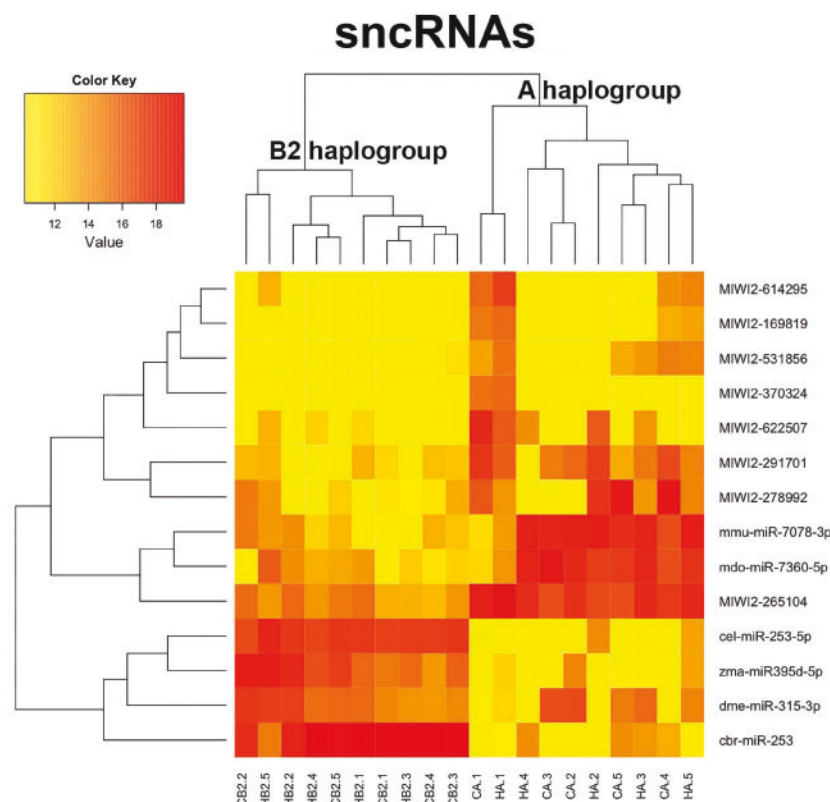 sncRNAs
Color Key
12 14 16 18
Value
A haplogroup
B2 haplogroup
MIWI2-614295
MIWI2-169819
MIWI2-531856
MIWI2-370324
MIWI2-622507
MIWI2-291701
MIWI2-278992
mmu-miR-7078-3p
mdo-miR-7360-5p
MIWI2-265104
cel-miR-253-5p
zma-miR395d-5p
dme-miR-315-3p
cbr-miR-253
CB2.2
HB2.5
HB2.2
HB2.4
CB2.5
HB2.1
CB2.1
HB2.3
CB2.4
CB2.3
CA.1
HA.1
HA.4
CA.3
CA.2
HA.2
CA.5
HA.3
CA.4
HA.5